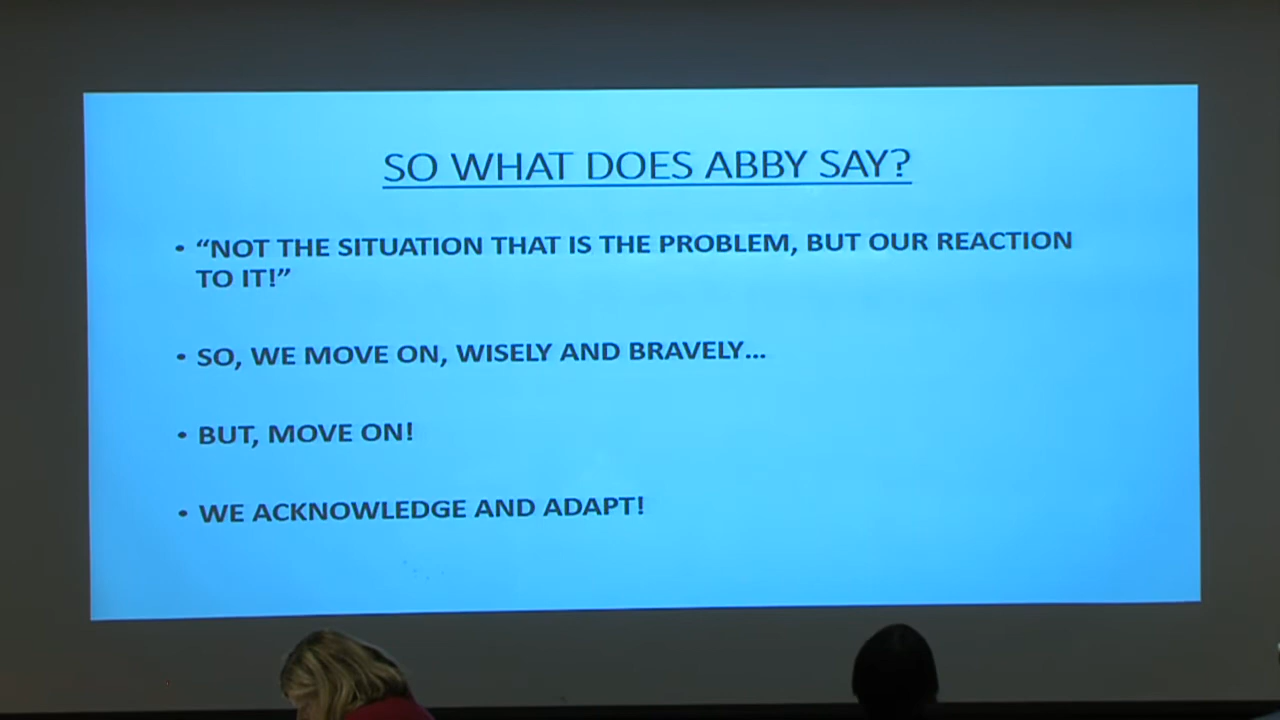 SO WHAT DOES ABBY SAY?
• “NOT THE SITUATION THAT IS THE PROBLEM, BUT OUR REACTION
TO IT!”
• SO, WE MOVE ON, WISELY AND BRAVELY...
• BUT, MOVE ON!
• WE ACKNOWLEDGE AND ADAPT!